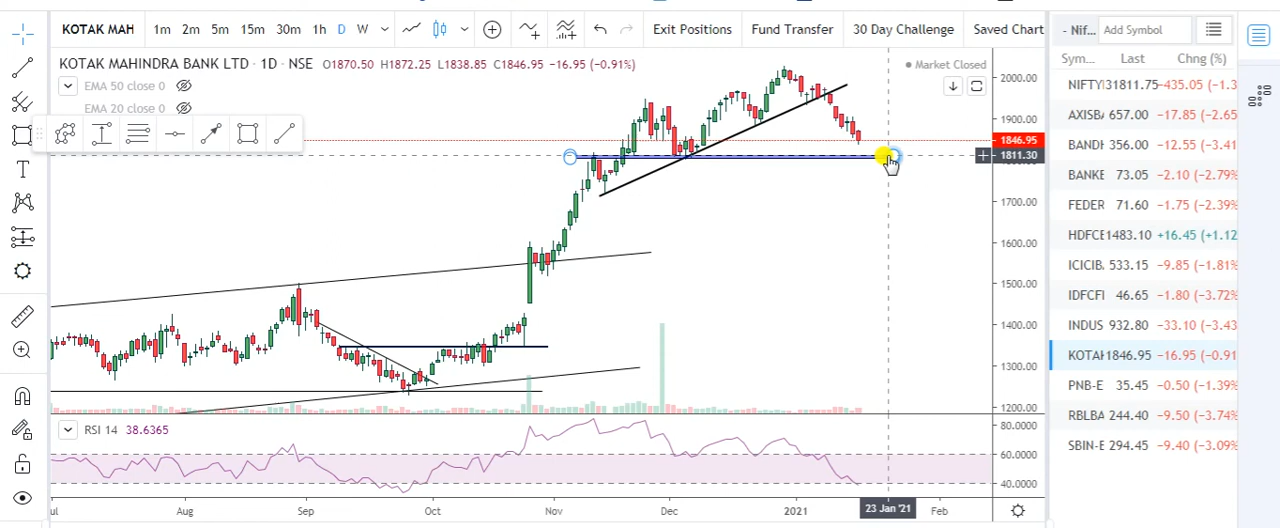 KOTAK MAH 1m 2m 5m 15m 30m 1h D W Exit Positions Fund Transfer 30 Day Challenge Saved Chart
- Nif... Add Symbol
KOTAK MAHINDRA BANK LTD · 1D · NSE O1870.50 H1872.25 L1838.85 C1846.95 −16.95 (−0.91%)
Market Closed
EMA 50 close 0
EMA 20 close 0
2000.00
1900.00
1846.95
1811.30
1700.00
1600.00
1500.00
1400.00
1300.00
1200.00
RSI 14 38.6365
80.0000
60.0000
40.0000
Aug Sep Oct Nov Dec 2021 23 Jan '21 Feb
Sym... Last Chng (%)
NIFTY 31811.75 −435.05 (−1.3
AXISBA 657.00 −17.85 (−2.65
BANDH 356.00 −12.55 (−3.41
BANKE 73.05 −2.10 (−2.79%
FEDER 71.60 −1.75 (−2.39%
HDFCE 1483.10 +16.45 (+1.12
ICICIB 533.15 −9.85 (−1.81%
IDFCFI 46.65 −1.80 (−3.72%
INDUS 932.80 −33.10 (−3.43
KOTAK 1846.95 −16.95 (−0.91
PNB-E 35.45 −0.50 (−1.39%
RBLBA 244.40 −9.50 (−3.74%
SBIN-E 294.45 −9.40 (−3.09%